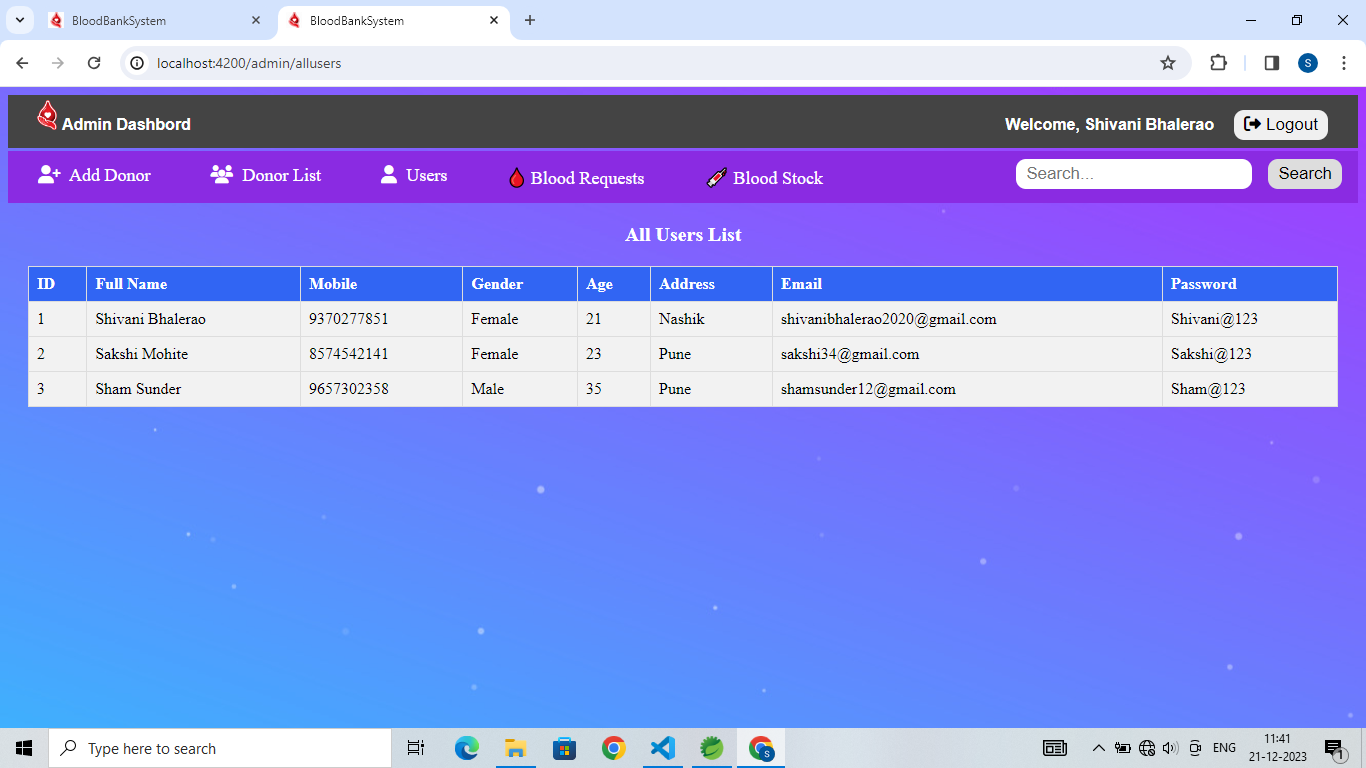 BloodBankSystem
BloodBankSystem
localhost:4200/admin/allusers
S
Admin Dashbord
Welcome, Shivani Bhalerao
Logout
Add Donor
Donor List
Users
Blood Requests
Blood Stock
Search...
Search
All Users List
ID Full Name Mobile Gender Age Address Email Password
1 Shivani Bhalerao 9370277851 Female 21 Nashik shivanibhalerao2020@gmail.com Shivani@123
2 Sakshi Mohite 8574542141 Female 23 Pune sakshi34@gmail.com Sakshi@123
3 Sham Sunder 9657302358 Male 35 Pune shamsunder12@gmail.com Sham@123
Type here to search
S
ENG
11:41
21-12-2023
1